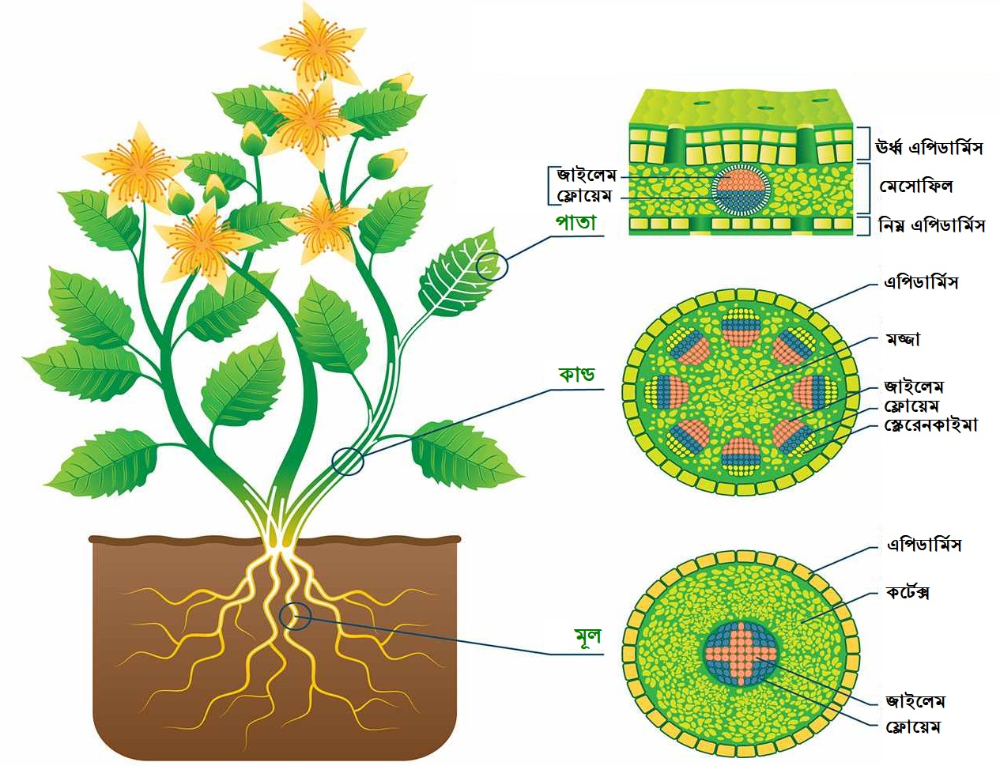 ঊর্ধ্ব এপিডার্মিস
জাইলেম
ফ্লোয়েম
মেসোফিল
পাতা
নিম্ন এপিডার্মিস
এপিডার্মিস
মজ্জা
কাণ্ড
জাইলেম
ফ্লোয়েম
স্ক্লেরেনকাইমা
এপিডার্মিস
কর্টেক্স
মূল
জাইলেম
ফ্লোয়েম